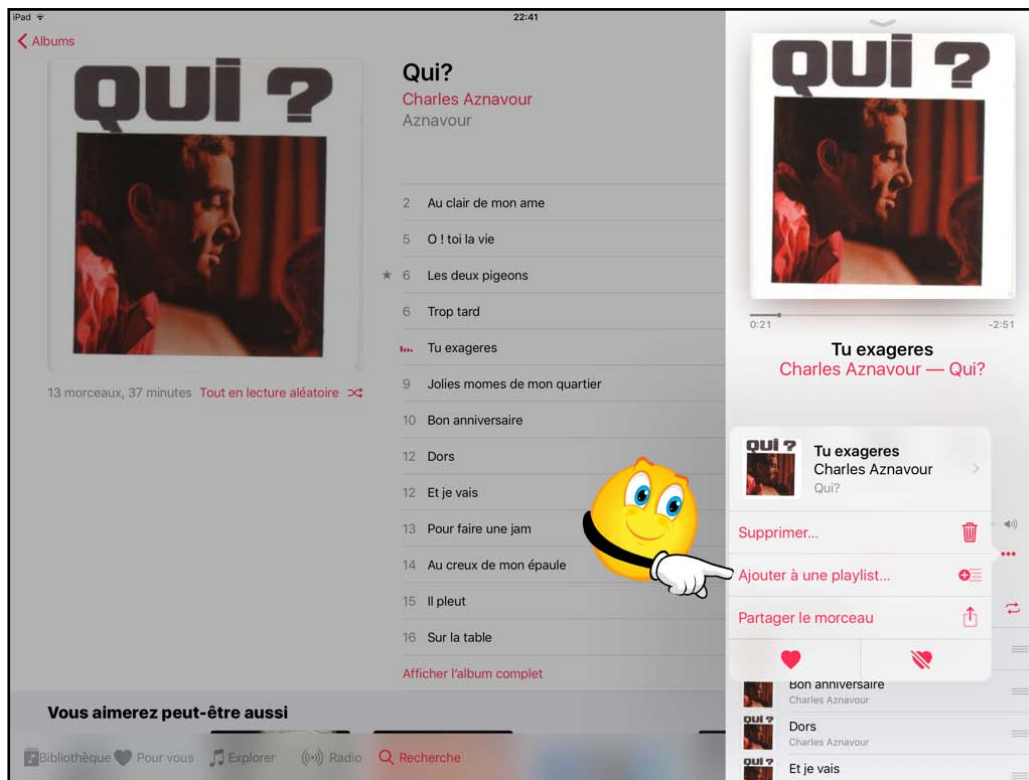 iPad
22:41
Albums
QUI ?
Qui?
Charles Aznavour
Aznavour
2 Au clair de mon ame
5 O ! toi la vie
★ 6 Les deux pigeons
6 Trop tard
Tu exageres
9 Jolies momes de mon quartier
10 Bon anniversaire
12 Dors
12 Et je vais
13 Pour faire une jam
14 Au creux de mon épaule
15 Il pleut
16 Sur la table
Afficher l'album complet
13 morceaux, 37 minutes Tout en lecture aléatoire
Vous aimerez peut-être aussi
Bibliothèque Pour vous Explorer Radio Recherche
QUI ?
0:21 -2:51
Tu exageres
Charles Aznavour — Qui?
QUI ?
Tu exageres
Charles Aznavour
Qui?
Supprimer...
Ajouter à une playlist...
Partager le morceau
Bon anniversaire
Charles Aznavour
QUI ?
Dors
Charles Aznavour
QUI ?
Et je vais